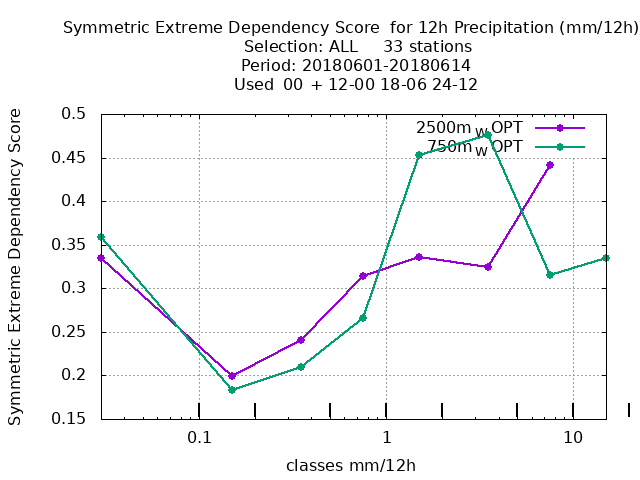 Symmetric Extreme Dependency Score  for 12h Precipitation (mm/12h)
Selection: ALL     33 stations
Period: 20180601-20180614
Used  00  + 12-00 18-06 24-12
2500m W OPT
750m W OPT
Symmetric Extreme Dependency Score
0.5
0.45
0.4
0.35
0.3
0.25
0.2
0.15
0.1 1 10
classes mm/12h